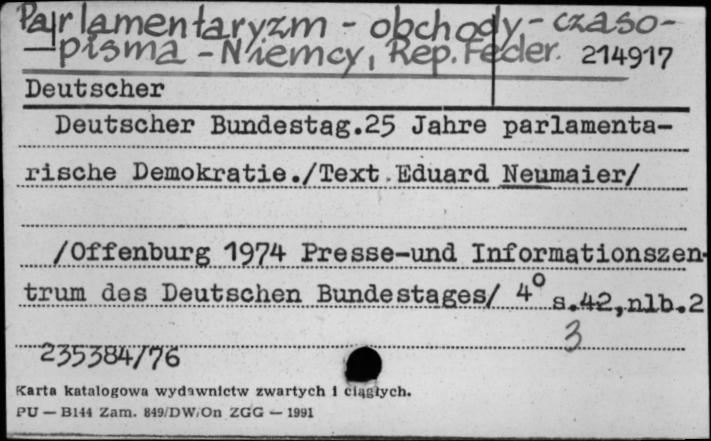 Parlamentaryzm - obchody - czaso-
pisma - Niemcy, Rep. Feder. 214917
Deutscher
Deutscher Bundestag.25 Jahre parlamenta-
rische Demokratie./Text Eduard Neumaier/
/Offenburg 1974 Presse-und Informationszen-
trum des Deutschen Bundestages/ 4° s.42,nlb.2
3
235384/76
Karta katalogowa wydawnictw zwartych i ciągłych.
PU — B144 Zam. 849/DW/On ZGG — 1991